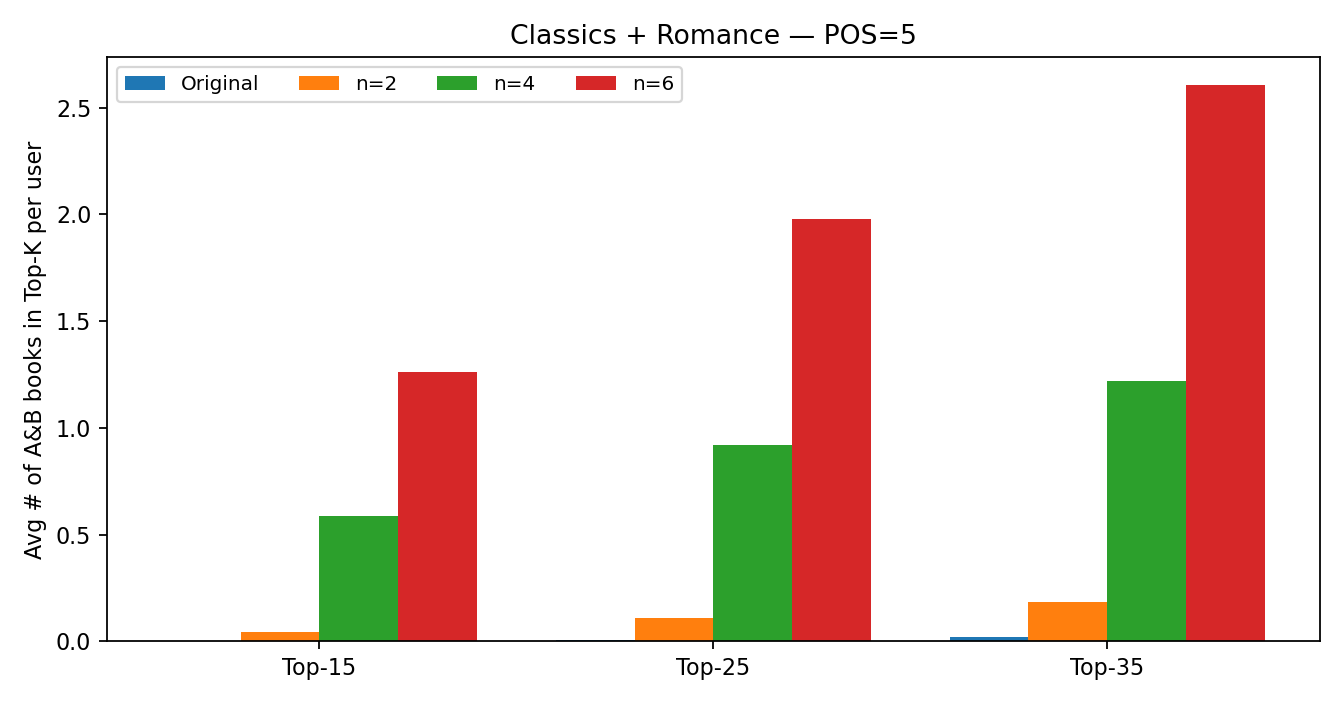 Classics + Romance — POS=5
Original n=2 n=4 n=6
Avg # of A&B books in Top-K per user
2.5
2.0
1.5
1.0
0.5
0.0
Top-15 Top-25 Top-35